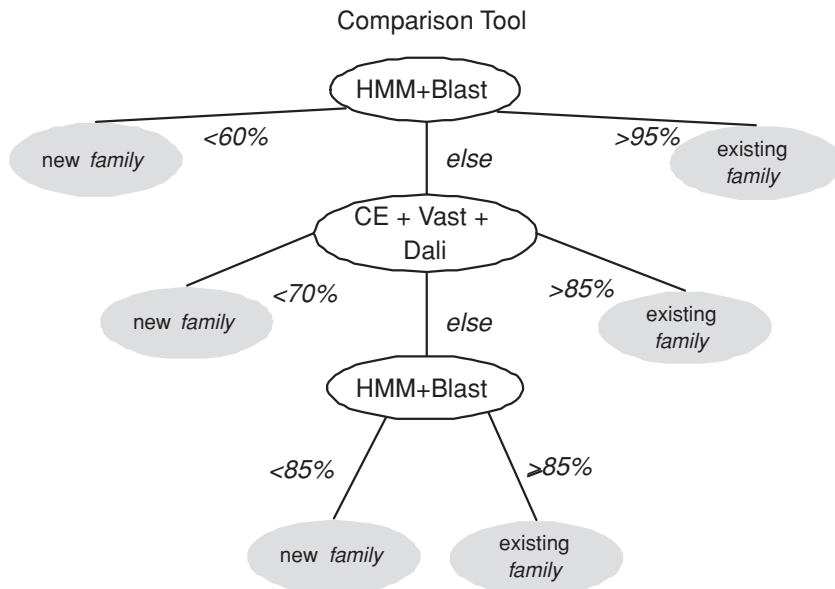 Comparison Tool
HMM+Blast
<60%
>95%
new family
else
existing
family
CE + Vast +
Dali
<70%
>85%
new family
else
existing
family
HMM+Blast
<85%
≥85%
new family
existing
family